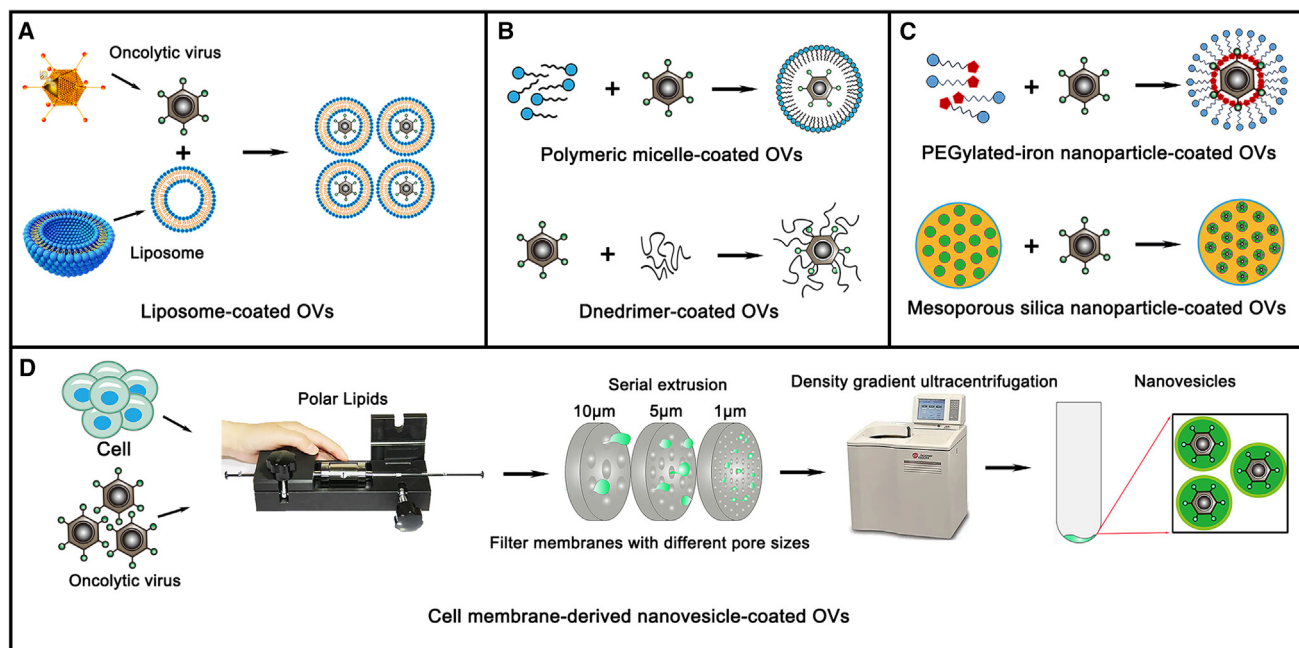 A
Oncolytic virus
+
Liposome
Liposome-coated OVs
B
+
Polymeric micelle-coated OVs
+
Dnedrimer-coated OVs
C
+
PEGylated-iron nanoparticle-coated OVs
+
Mesoporous silica nanoparticle-coated OVs
D
Cell
Oncolytic virus
Polar Lipids
Serial extrusion
10μm 5μm 1μm
Filter membranes with different pore sizes
Density gradient ultracentrifugation
Nanovesicles
Cell membrane-derived nanovesicle-coated OVs